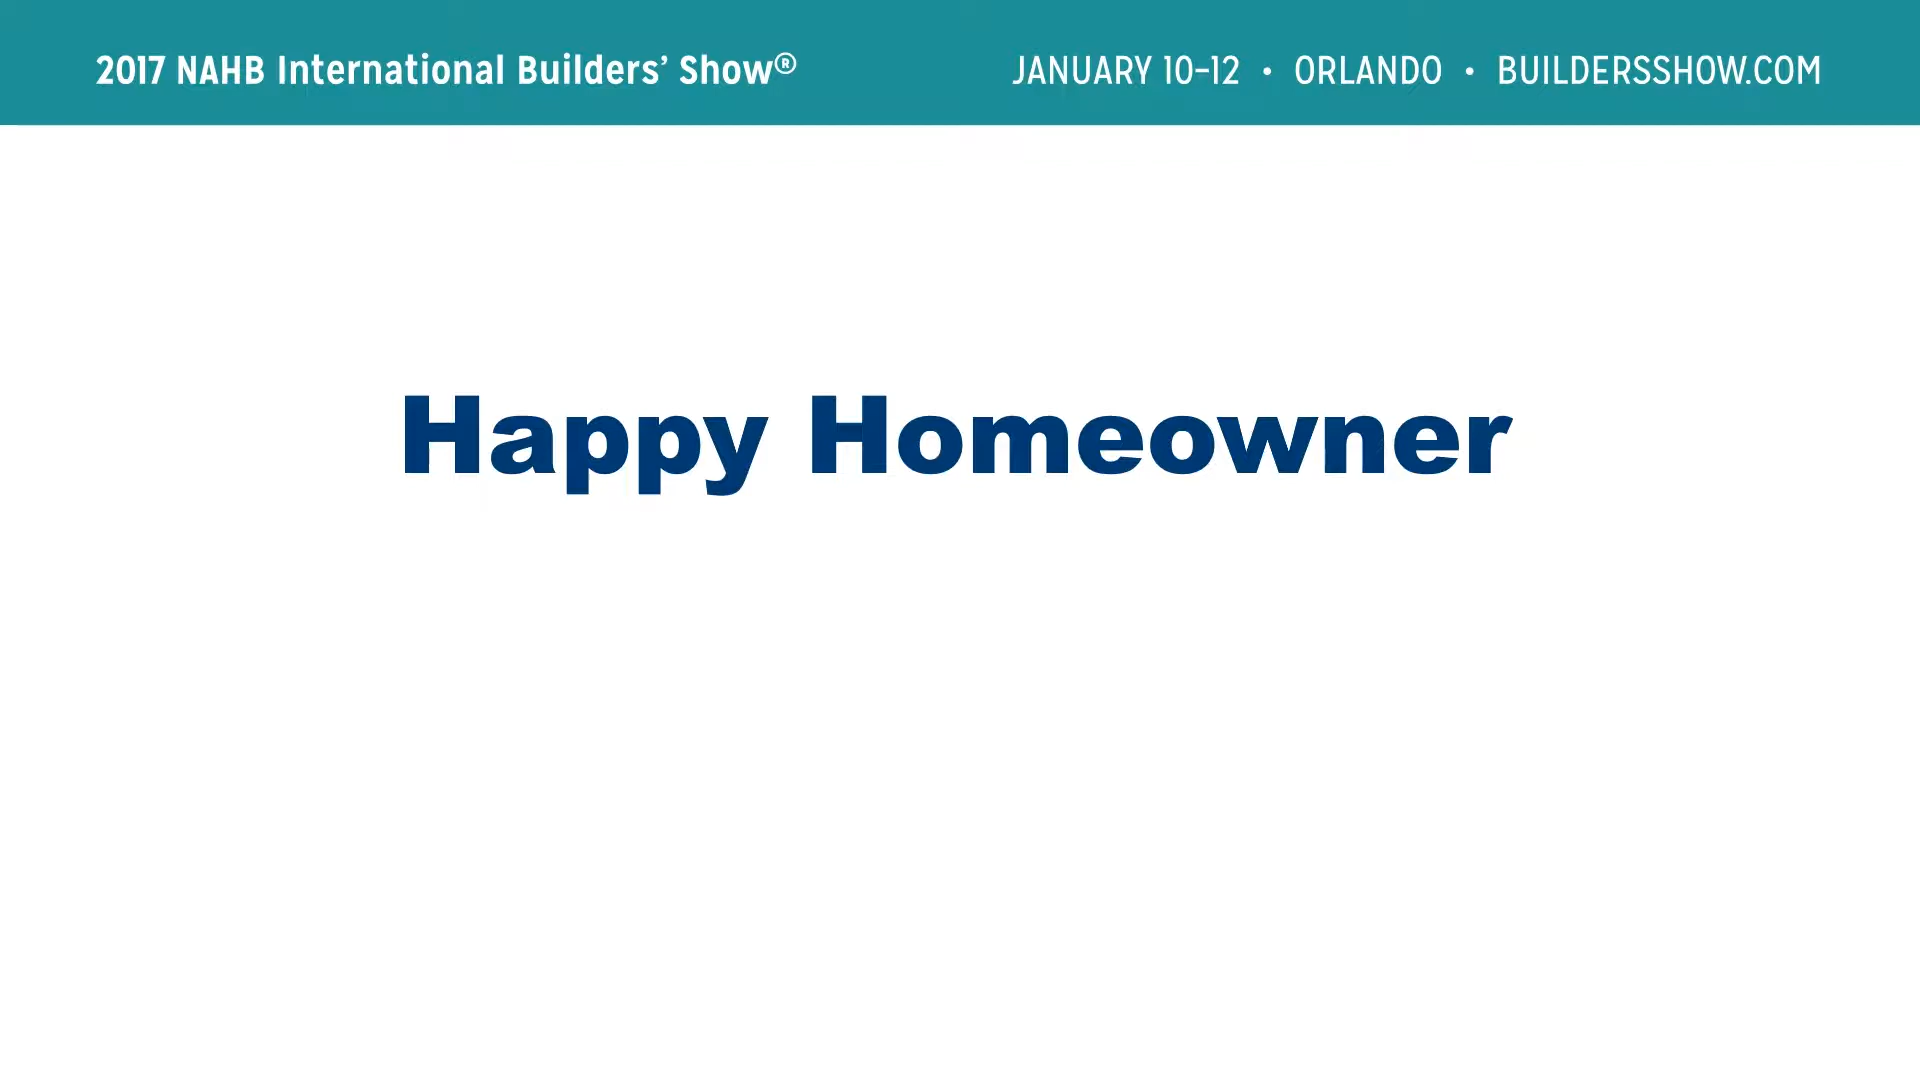 2017 NAHB International Builders’ Show® JANUARY 10–12 • ORLANDO • BUILDERSSHOW.COM
Happy Homeowner